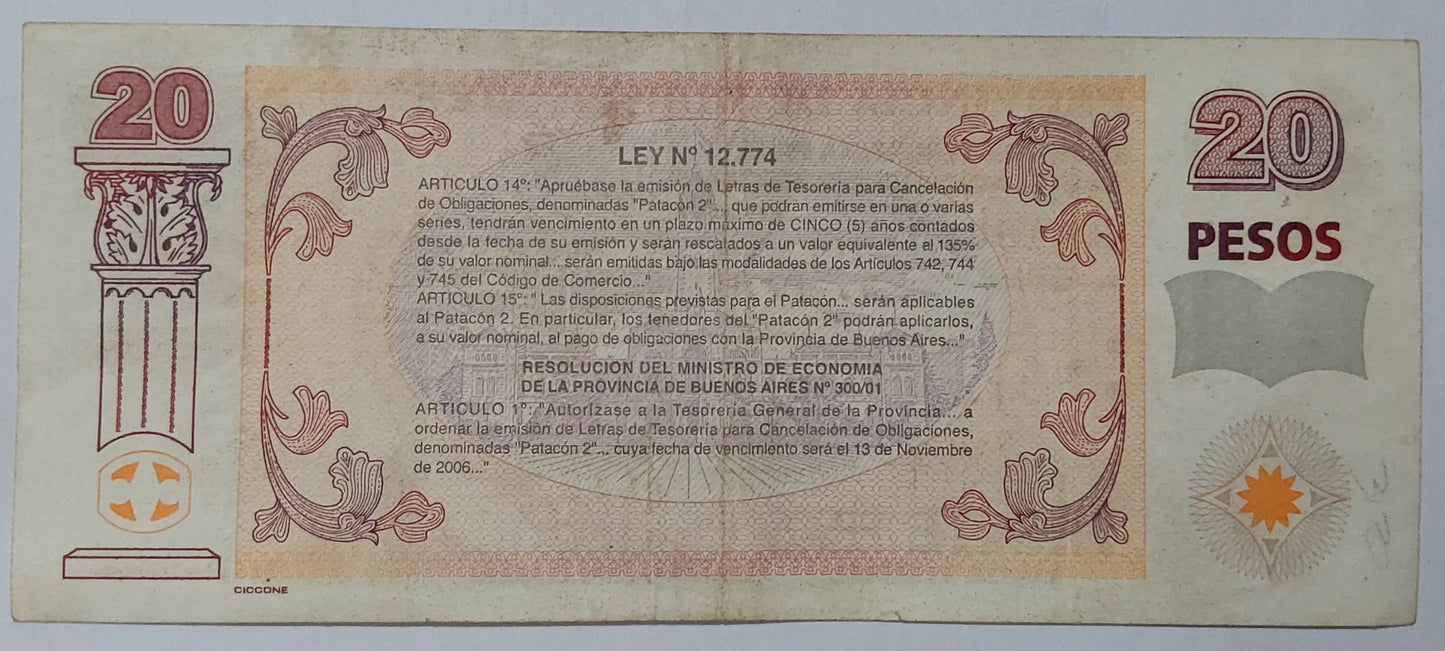 20
20
PESOS
LEY Nº 12.774
ARTICULO 14º: "Apruébase la emisión de Letras de Tesorería para Cancelación
de Obligaciones, denominadas "Patacón 2"... que podran emitirse en una o varias
series, tendrán vencimiento en un plazo máximo de CINCO (5) años contados
desde la fecha de su emisión y serán rescatados a un valor equivalente al 135%
de su valor nominal... serán emitidas bajo las modalidades de los Artículos 742, 744
y 745 del Código de Comercio..."
ARTICULO 15º: " Las disposiciones previstas para el Patacón... serán aplicables
al Patacón 2. En particular, los tenedores del "Patacón 2" podrán aplicarlos,
a su valor nominal, al pago de obligaciones con la Provincia de Buenos Aires..."
RESOLUCION DEL MINISTRO DE ECONOMIA
DE LA PROVINCIA DE BUENOS AIRES Nº 300/01
ARTICULO 1º: "Autorízase a la Tesorería General de la Provincia... a
ordenar la emisión de Letras de Tesorería para Cancelación de Obligaciones,
denominadas "Patacón 2"... cuya fecha de vencimiento será el 13 de Noviembre
de 2006..."
CICCONE